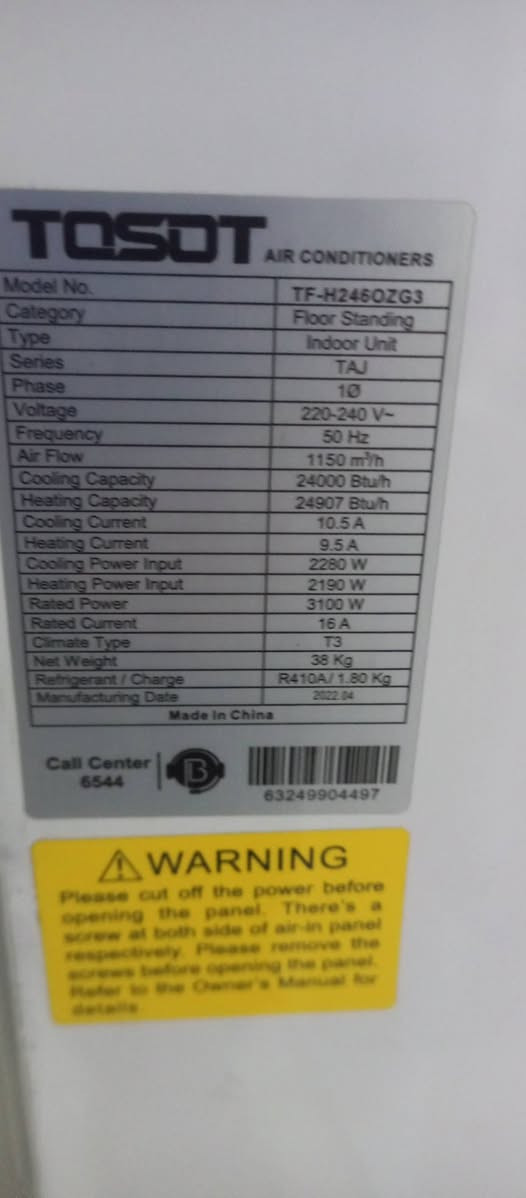 TOSOT AIR CONDITIONERS
Model No. TF-H246OZG3
Category Floor Standing
Type Indoor Unit
Series TAJ
Phase 1Ø
Voltage 220-240 V~
Frequency 50 Hz
Air Flow 1150 m³/h
Cooling Capacity 24000 Btu/h
Heating Capacity 24907 Btu/h
Cooling Current 10.5 A
Heating Current 9.5 A
Cooling Power Input 2280 W
Heating Power Input 2190 W
Rated Power 3100 W
Rated Current 16 A
Climate Type T3
Net Weight 38 Kg
Refrigerant / Charge R410A/ 1.80 Kg
Manufacturing Date 2022.04
Made in China
Call Center
6544
B
63249904497
WARNING
Please cut off the power before
opening the panel. There's a
screw at both side of air-in panel
respectively. Please remove the
screws before opening the panel.
Refer to the Owner's Manual for
details